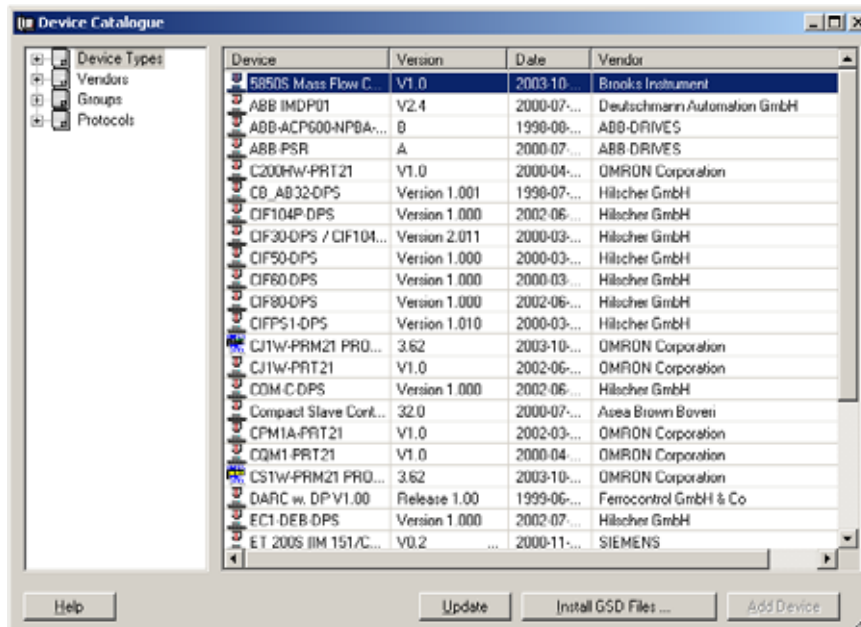 Device Catalogue
Device Types
Vendors
Groups
Protocols
Device Version Date Vendor
5850S Mass Flow C... V1.0 2003-10-... Brooks Instrument
ABB IMDP01 V2.4 2000-07-... Deutschmann Automation GmbH
ABB-ACP600-NPBA-... B 1998-08-... ABB-DRIVES
ABB-PSR A 2000-07-... ABB-DRIVES
C200HW-PRT21 V1.0 2000-04-... OMRON Corporation
CB_AB32-DPS Version 1.001 1998-07-... Hilscher GmbH
CIF104P-DPS Version 1.000 2002-06-... Hilscher GmbH
CIF30-DPS / CIF104... Version 2.011 2000-03-... Hilscher GmbH
CIF50-DPS Version 1.000 2000-03-... Hilscher GmbH
CIF60-DPS Version 1.000 2000-03-... Hilscher GmbH
CIF80-DPS Version 1.000 2002-06-... Hilscher GmbH
CIFPS1-DPS Version 1.010 2000-03-... Hilscher GmbH
CJ1W-PRM21 PRO... 3.62 2003-10-... OMRON Corporation
CJ1W-PRT21 V1.0 2002-06-... OMRON Corporation
COM-C-DPS Version 1.000 2002-06-... Hilscher GmbH
Compact Slave Cont... 32.0 2000-07-... Asea Brown Boveri
CPM1A-PRT21 V1.0 2002-03-... OMRON Corporation
CQM1-PRT21 V1.0 2000-04-... OMRON Corporation
CS1W-PRM21 PRO... 3.62 2003-10-... OMRON Corporation
DARC w. DP V1.00 Release 1.00 1999-06-... Ferrocontrol GmbH & Co
EC1-DEB-DPS Version 1.000 2002-07-... Hilscher GmbH
ET 200S (IM 151/C... V0.2 ... 2000-11-... SIEMENS
Help Update Install GSD Files ... Add Device